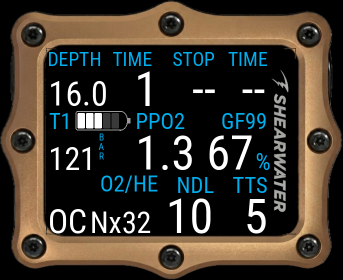 DEPTH TIME STOP TIME
16.0 1 -- --
T1 PPO2 GF99
121 BAR 1.3 67%
O2/HE NDL TTS
OC Nx32 10 5
SHEARWATER